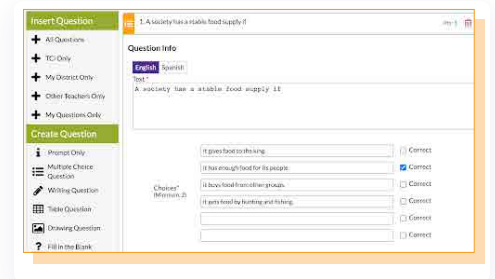 Insert Question
All Questions
TCI Only
My District Only
Other Teachers Only
My Questions Only
Create Question
Prompt Only
Multiple Choice
Question
Writing Question
Table Question
Drawing Question
Fill in the Blank
1. A society has a stable food supply if
Question Info
English Spanish
Text *
A society has a stable food supply if
Choices*
(Minimum 2)
It gives food to the king. Correct
It has enough food for its people. Correct
It buys food from other groups. Correct
It gets food by hunting and fishing. Correct
Correct
Correct